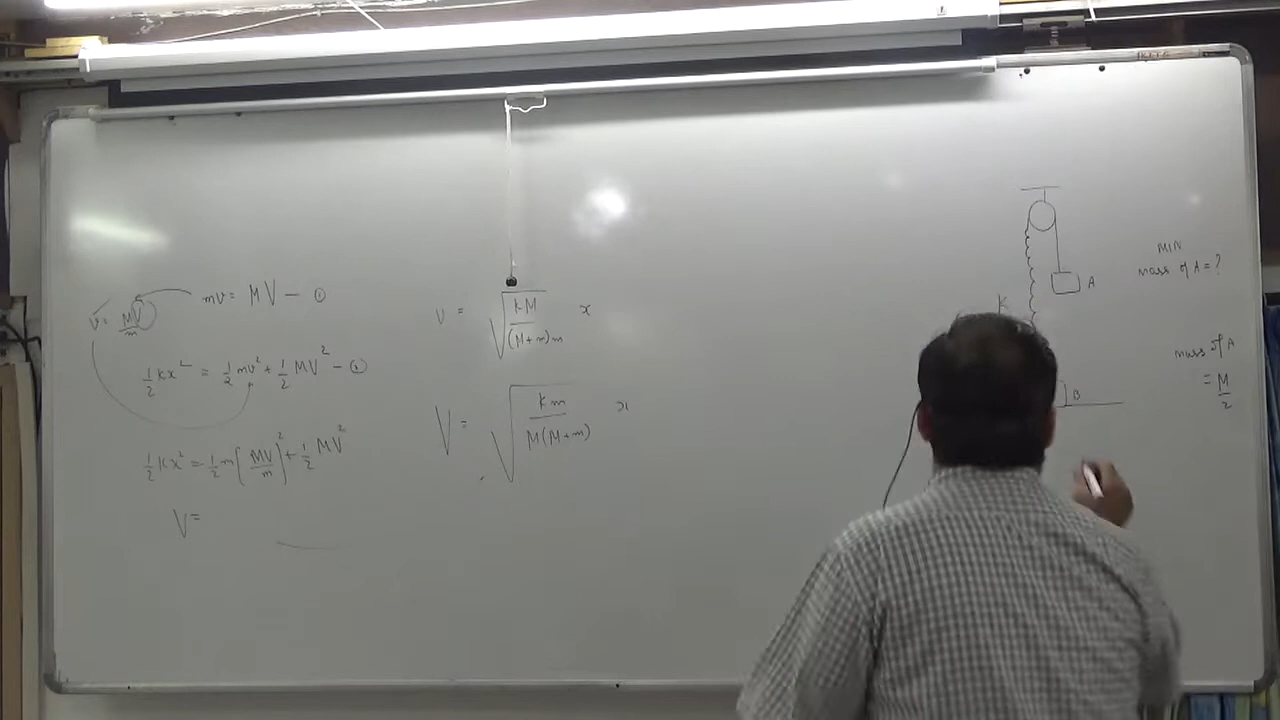 mv = MV — ①
v = MV/m
½ kx² = ½ mv² + ½ MV² — ②
½ kx² = ½ m[MV/m]² + ½ MV²
V =
v = √(kM/(M+m)m) x
V = √(km/M(M+m)) x
A
MIN
mass of A = ?
K
B
mass of A
= M/2